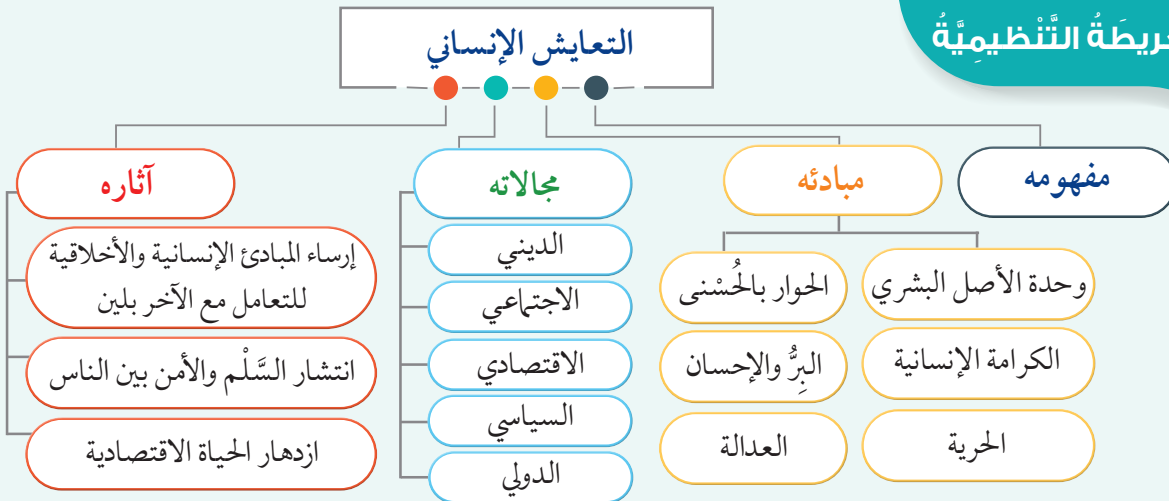 التَّنْظيمِيَّةُ
التعايش الإنساني
مفهومه
مبادئه
وحدة الأصل البشري
الكرامة الإنسانية
الحرية
الحوار بالحُسْنى
البِرُّ والإحسان
العدالة
مجالاته
الديني
الاجتماعي
الاقتصادي
السياسي
الدولي
آثاره
إرساء المبادئ الإنسانية والأخلاقية
للتعامل مع الآخر بلين
انتشار السَّلْم والأمن بين الناس
ازدهار الحياة الاقتصادية